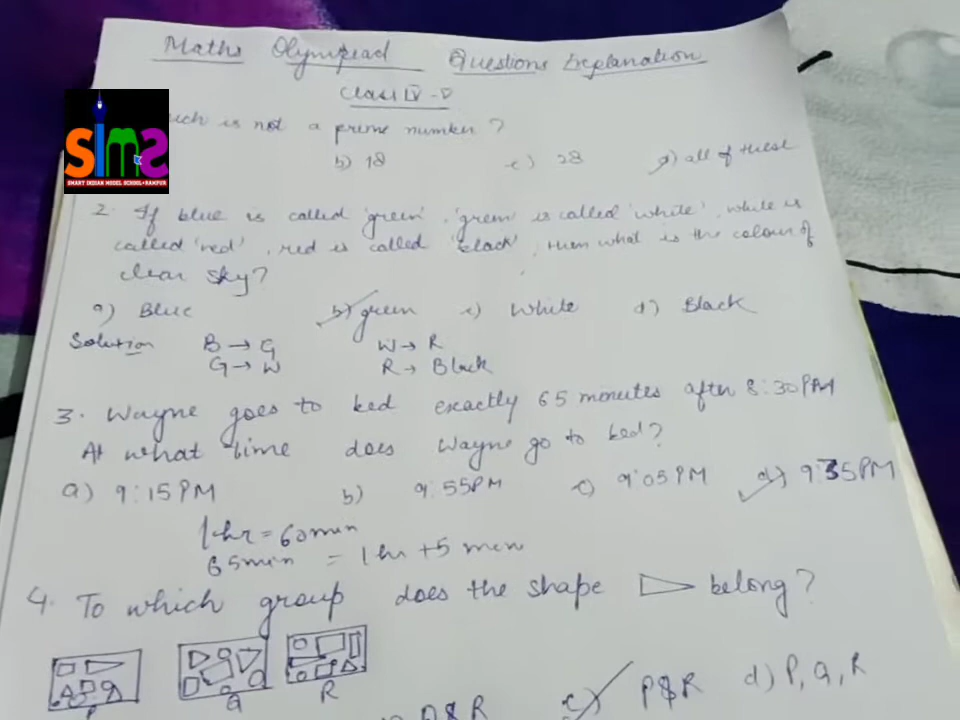 Maths Olympiad Questions Explanation
Class IV-V
SIMS
SMART INDIAN MODEL SCHOOL-RAMPUR
is not a prime number?
b) 18 c) 28 d) all of these
2. If blue is called 'green', 'green' is called 'white', white is
called 'red', red is called 'black', then what is the colour of
clear sky?
a) Blue b) green c) White d) Black
Solution B → G W → R
G → W R → Black
3. Wayne goes to bed exactly 65 minutes after 8:30PM
At what time does Wayne go to bed?
a) 9:15PM b) 9:55PM c) 9:05PM d) 9:35PM
1hr = 60min
65min = 1hr + 5 min
4. To which group does the shape belong?
P Q R
Q & R c) P & R d) P, Q, R